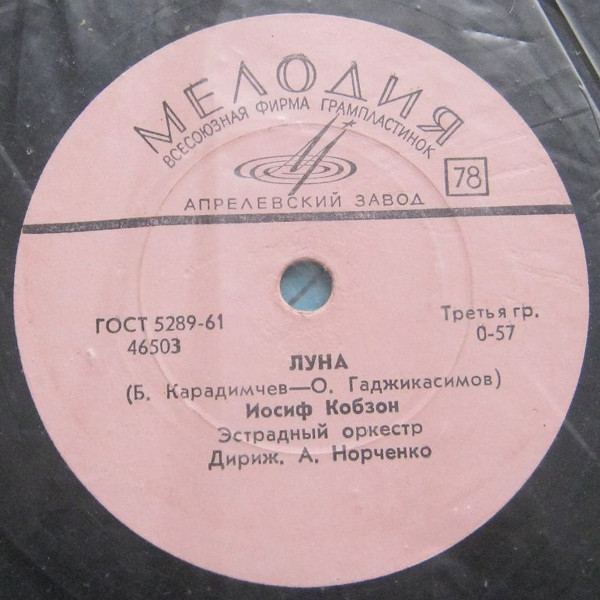 МЕЛОДИЯ
ВСЕСОЮЗНАЯ ФИРМА ГРАМПЛАСТИНОК
78
АПРЕЛЕВСКИЙ ЗАВОД
ГОСТ 5289-61
46503
Третья гр.
0-57
ЛУНА
(Б. Карадимчев—О. Гаджикасимов)
Иосиф Кобзон
Эстрадный оркестр
Дириж. А. Норченко